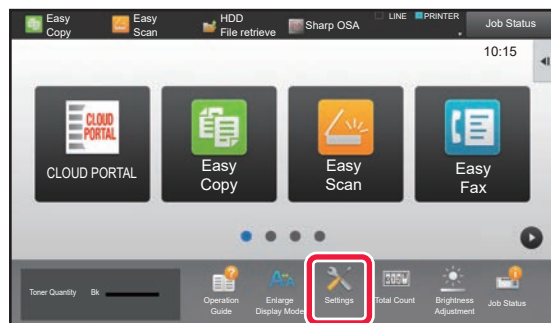 Easy
Copy
Easy
Scan
HDD
File retrieve
Sharp OSA
LINE
PRINTER
Job Status
10:15
CLOUD
PORTAL
CLOUD PORTAL
Easy
Copy
Easy
Scan
Easy
Fax
Toner Quantity
Bk
Operation
Guide
Enlarge
Display Mode
Settings
Total Count
Brightness
Adjustment
Job Status